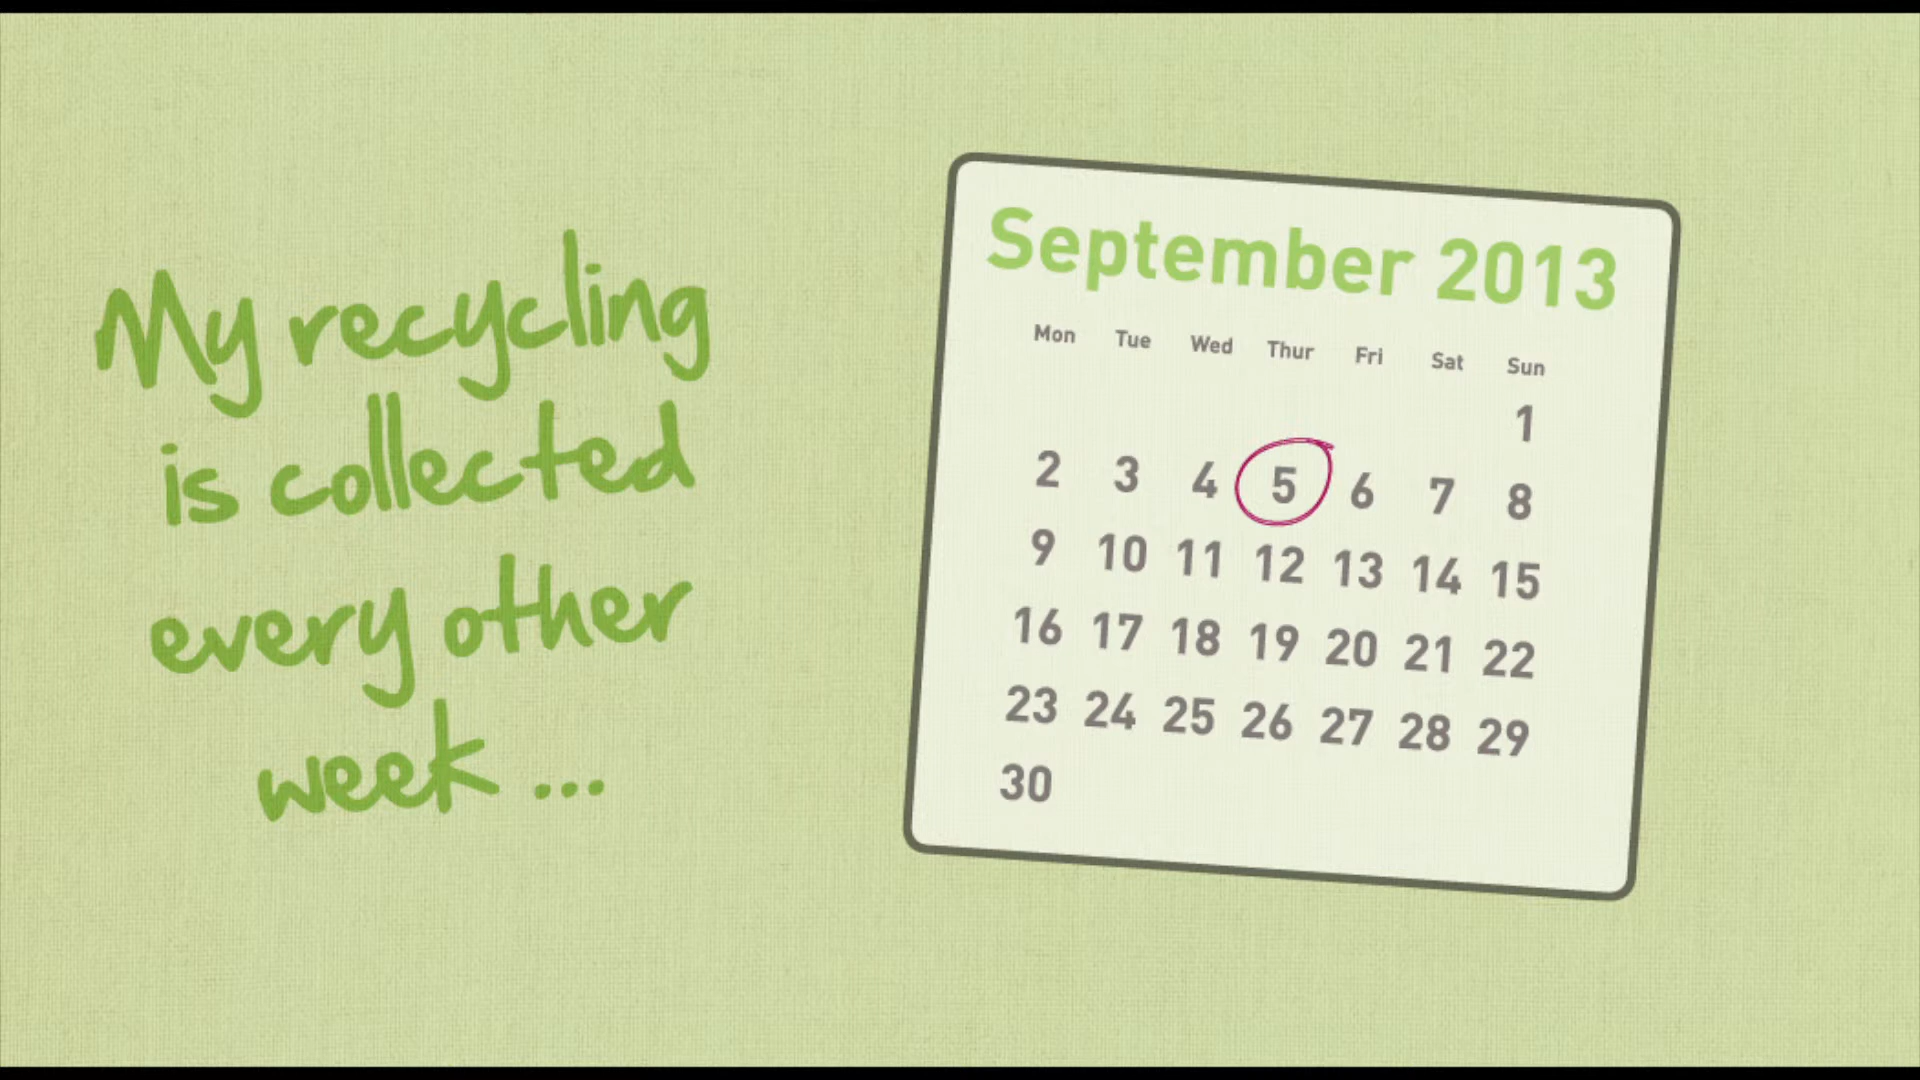 My recycling
is collected
every other
week ...
September 2013
Mon Tue Wed Thur Fri Sat Sun
1
2 3 4 5 6 7 8
9 10 11 12 13 14 15
16 17 18 19 20 21 22
23 24 25 26 27 28 29
30